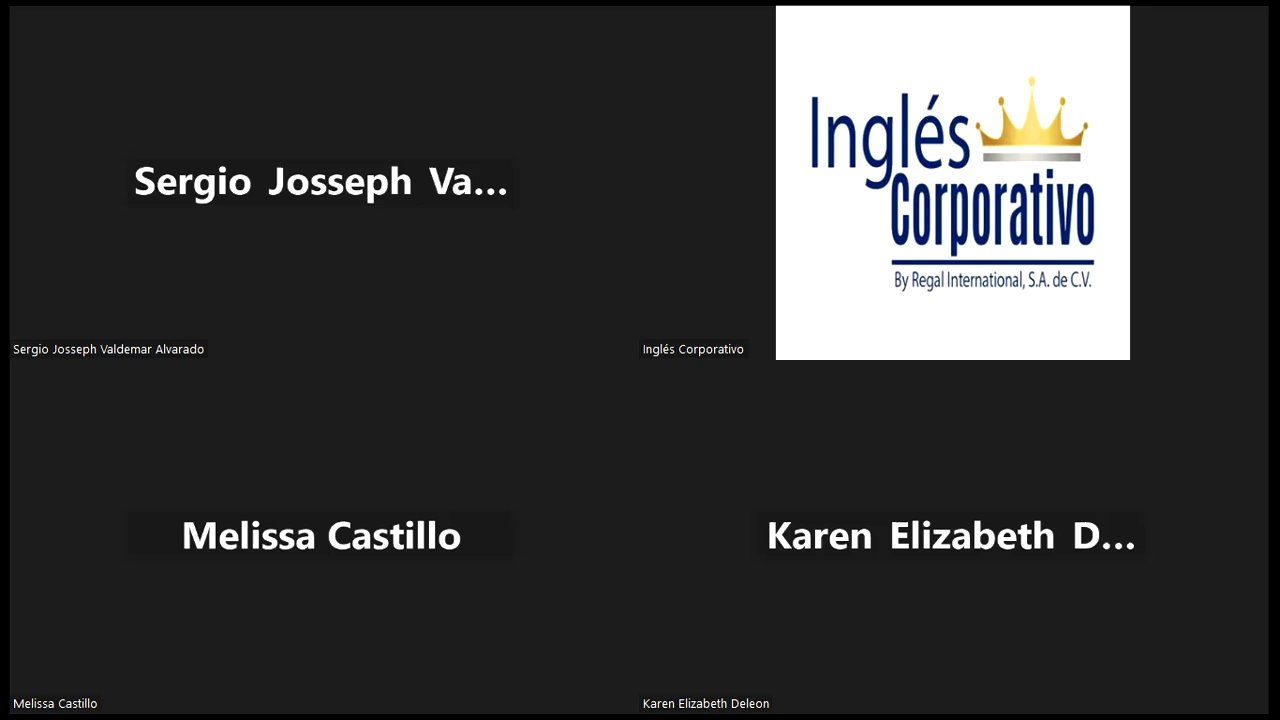 Sergio Josseph Va...
Sergio Josseph Valdemar Alvarado
Inglés
Corporativo
By Regal International, S.A. de C.V.
Inglés Corporativo
Melissa Castillo
Melissa Castillo
Karen Elizabeth D...
Karen Elizabeth Deleon